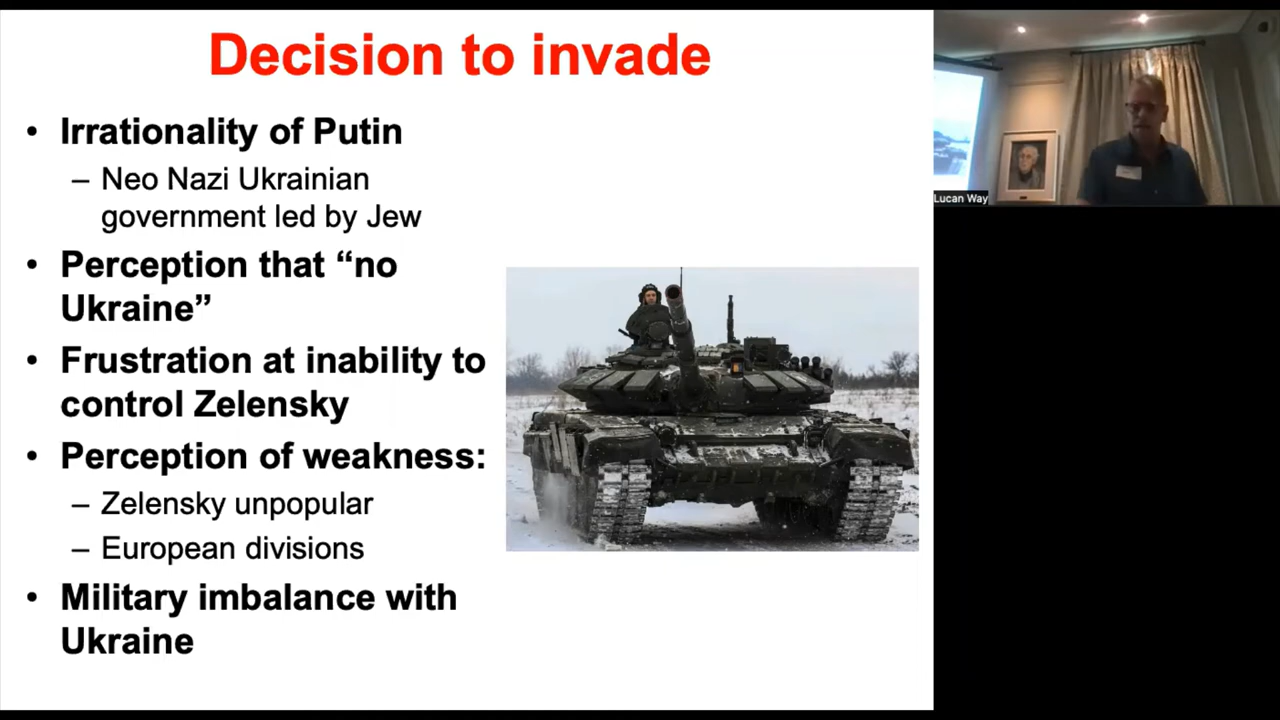 Decision to invade
• Irrationality of Putin
– Neo Nazi Ukrainian
government led by Jew
• Perception that “no
Ukraine”
• Frustration at inability to
control Zelensky
• Perception of weakness:
– Zelensky unpopular
– European divisions
• Military imbalance with
Ukraine
Lucan Way